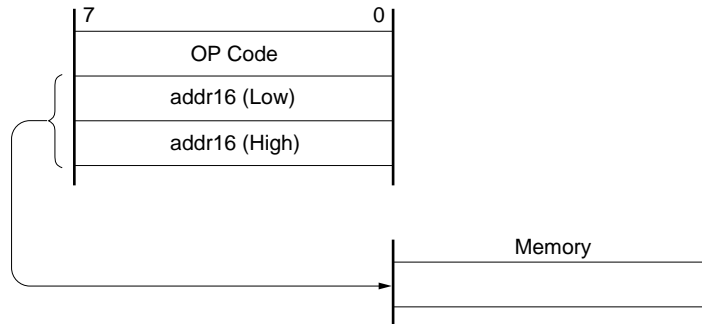 7 0
OP Code
addr16 (Low)
addr16 (High)
Memory